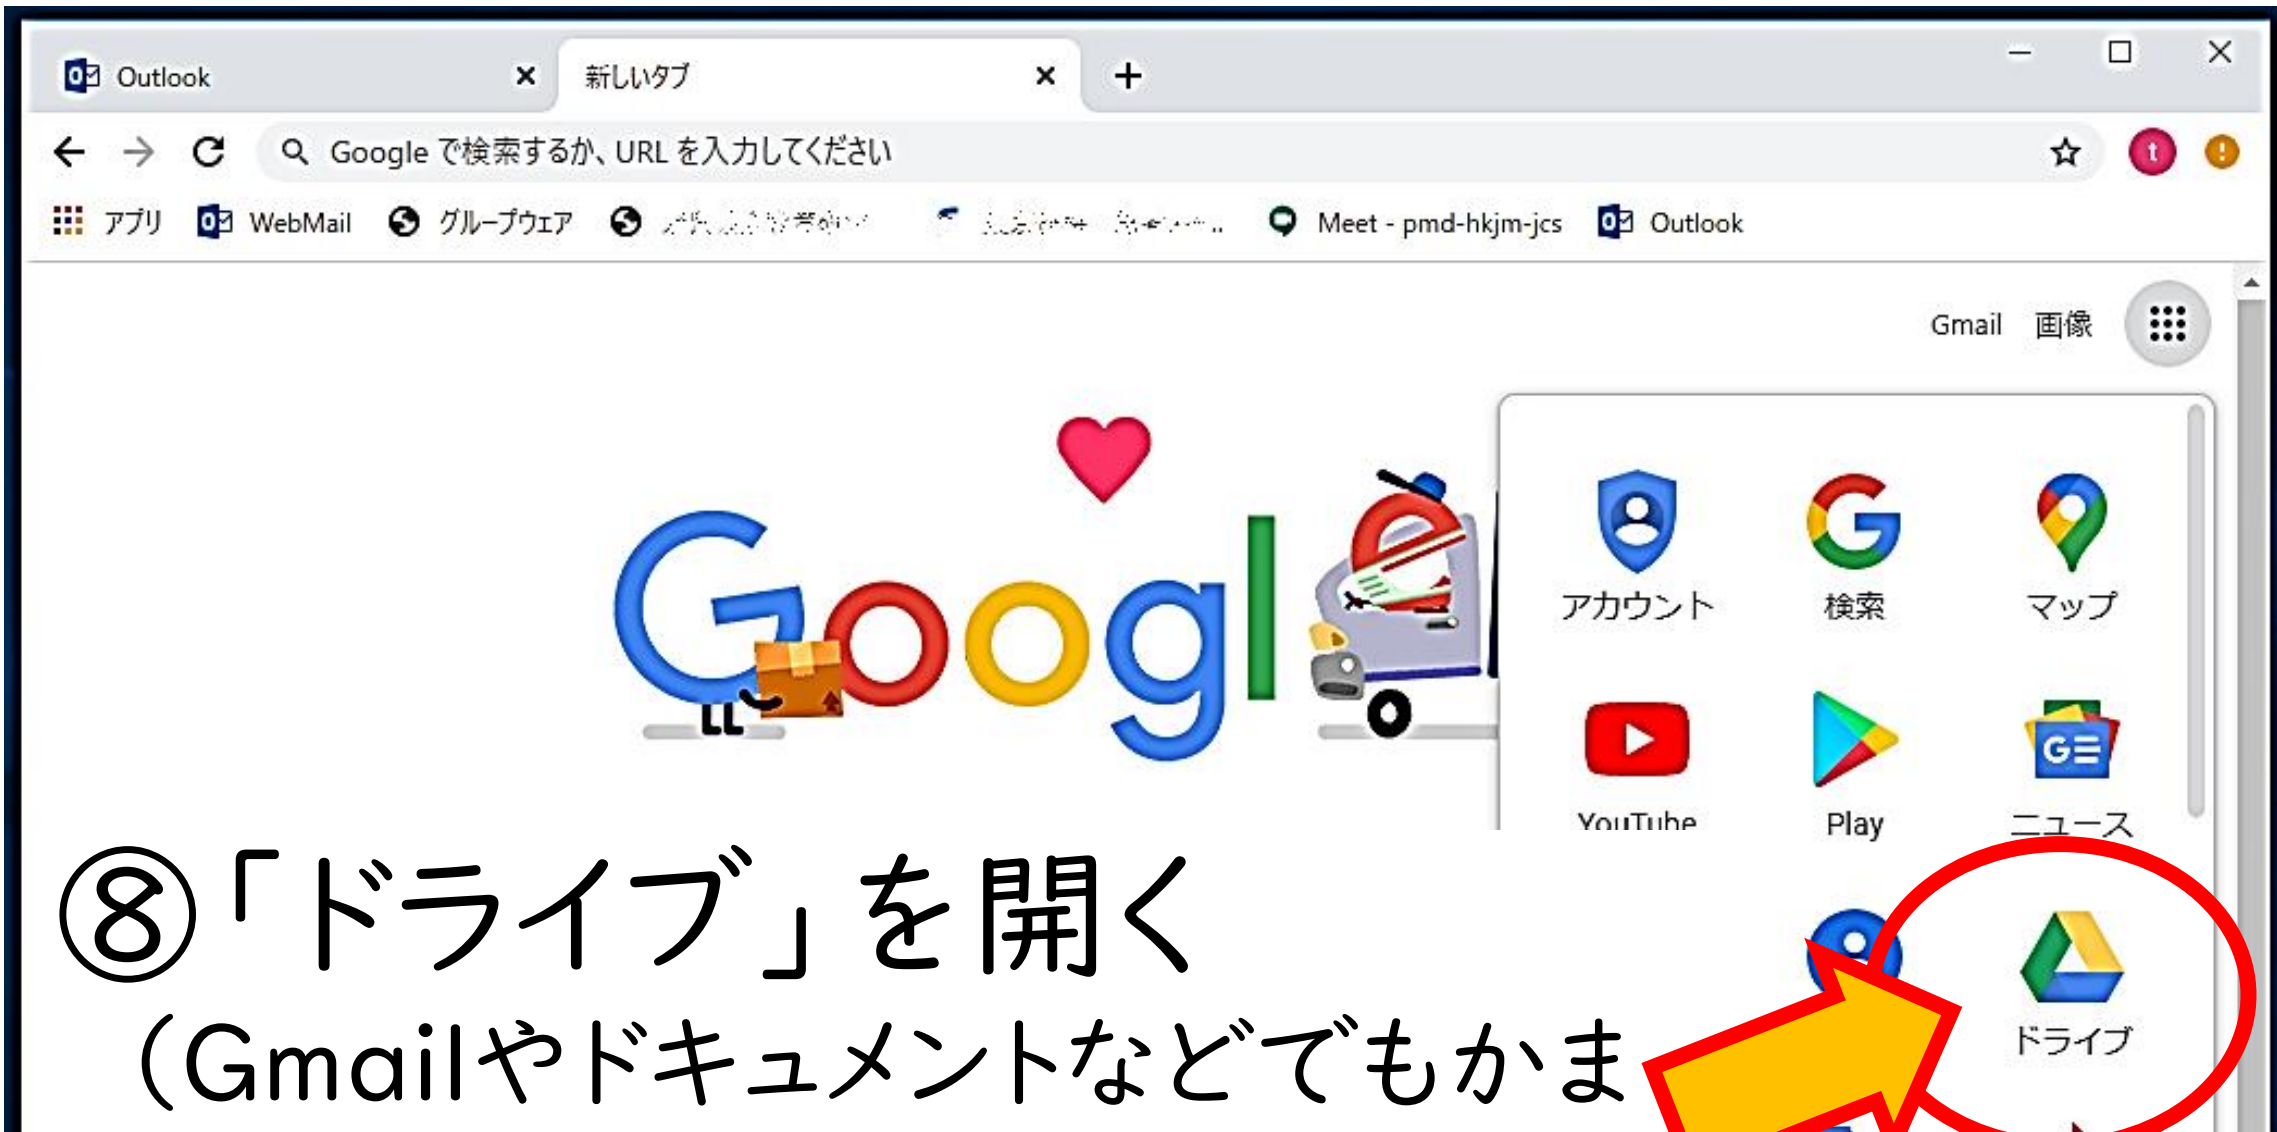 Outlook
新しいタブ
Google で検索するか、URL を入力してください
t
アプリ WebMail グループウェア Meet - pmd-hkjm-jcs Outlook
Gmail 画像
Google
アカウント 検索 マップ
YouTube Play ニュース
⑧「ドライブ」を開く
ドライブ
（Gmailやドキュメントなどでもかま